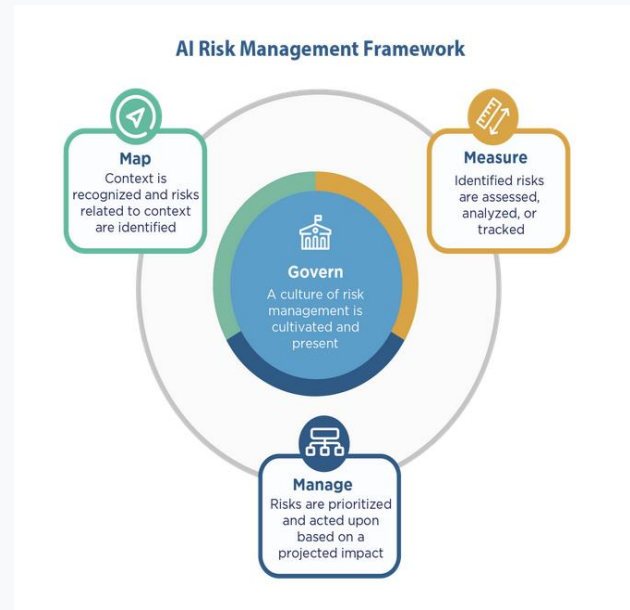 AI Risk Management Framework
Map
Context is
recognized and risks
related to context
are identified
Measure
Identified risks
are assessed,
analyzed, or
tracked
Govern
A culture of risk
management is
cultivated and
present
Manage
Risks are prioritized
and acted upon
based on a
projected impact